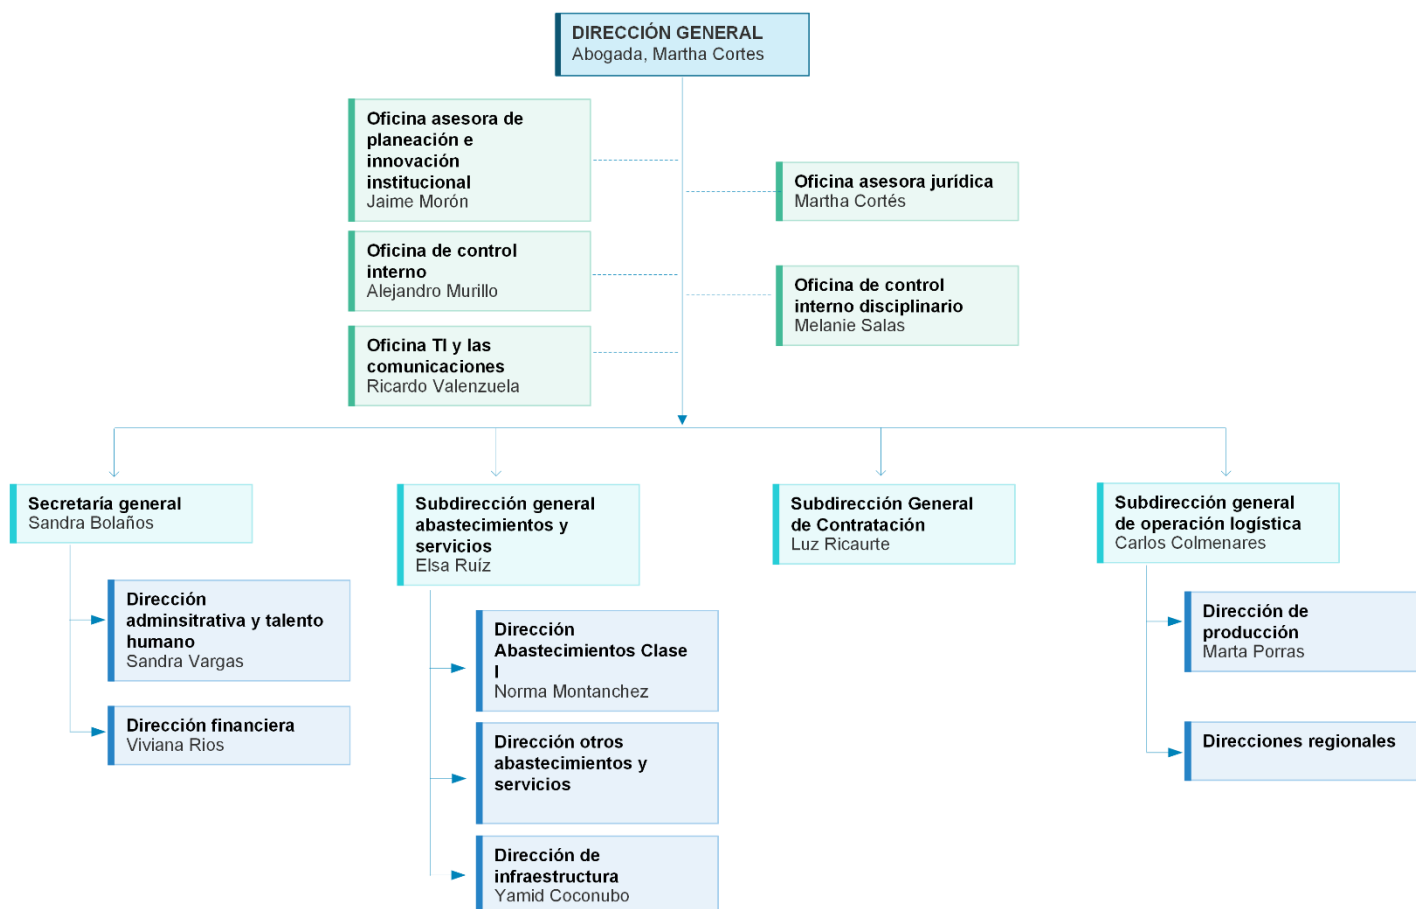 DIRECCIÓN GENERAL
Abogada, Martha Cortes
Oficina asesora de
planeación e
innovación
institucional
Jaime Morón
Oficina asesora jurídica
Martha Cortés
Oficina de control
interno
Alejandro Murillo
Oficina de control
interno disciplinario
Melanie Salas
Oficina TI y las
comunicaciones
Ricardo Valenzuela
Secretaría general
Sandra Bolaños
Dirección
adminsitrativa y talento
humano
Sandra Vargas
Dirección financiera
Viviana Rios
Subdirección general
abastecimientos y
servicios
Elsa Ruíz
Dirección
Abastecimientos Clase
I
Norma Montanchez
Dirección otros
abastecimientos y
servicios
Dirección de
infraestructura
Yamid Coconubo
Subdirección General
de Contratación
Luz Ricaurte
Subdirección general
de operación logística
Carlos Colmenares
Dirección de
producción
Marta Porras
Direcciones regionales